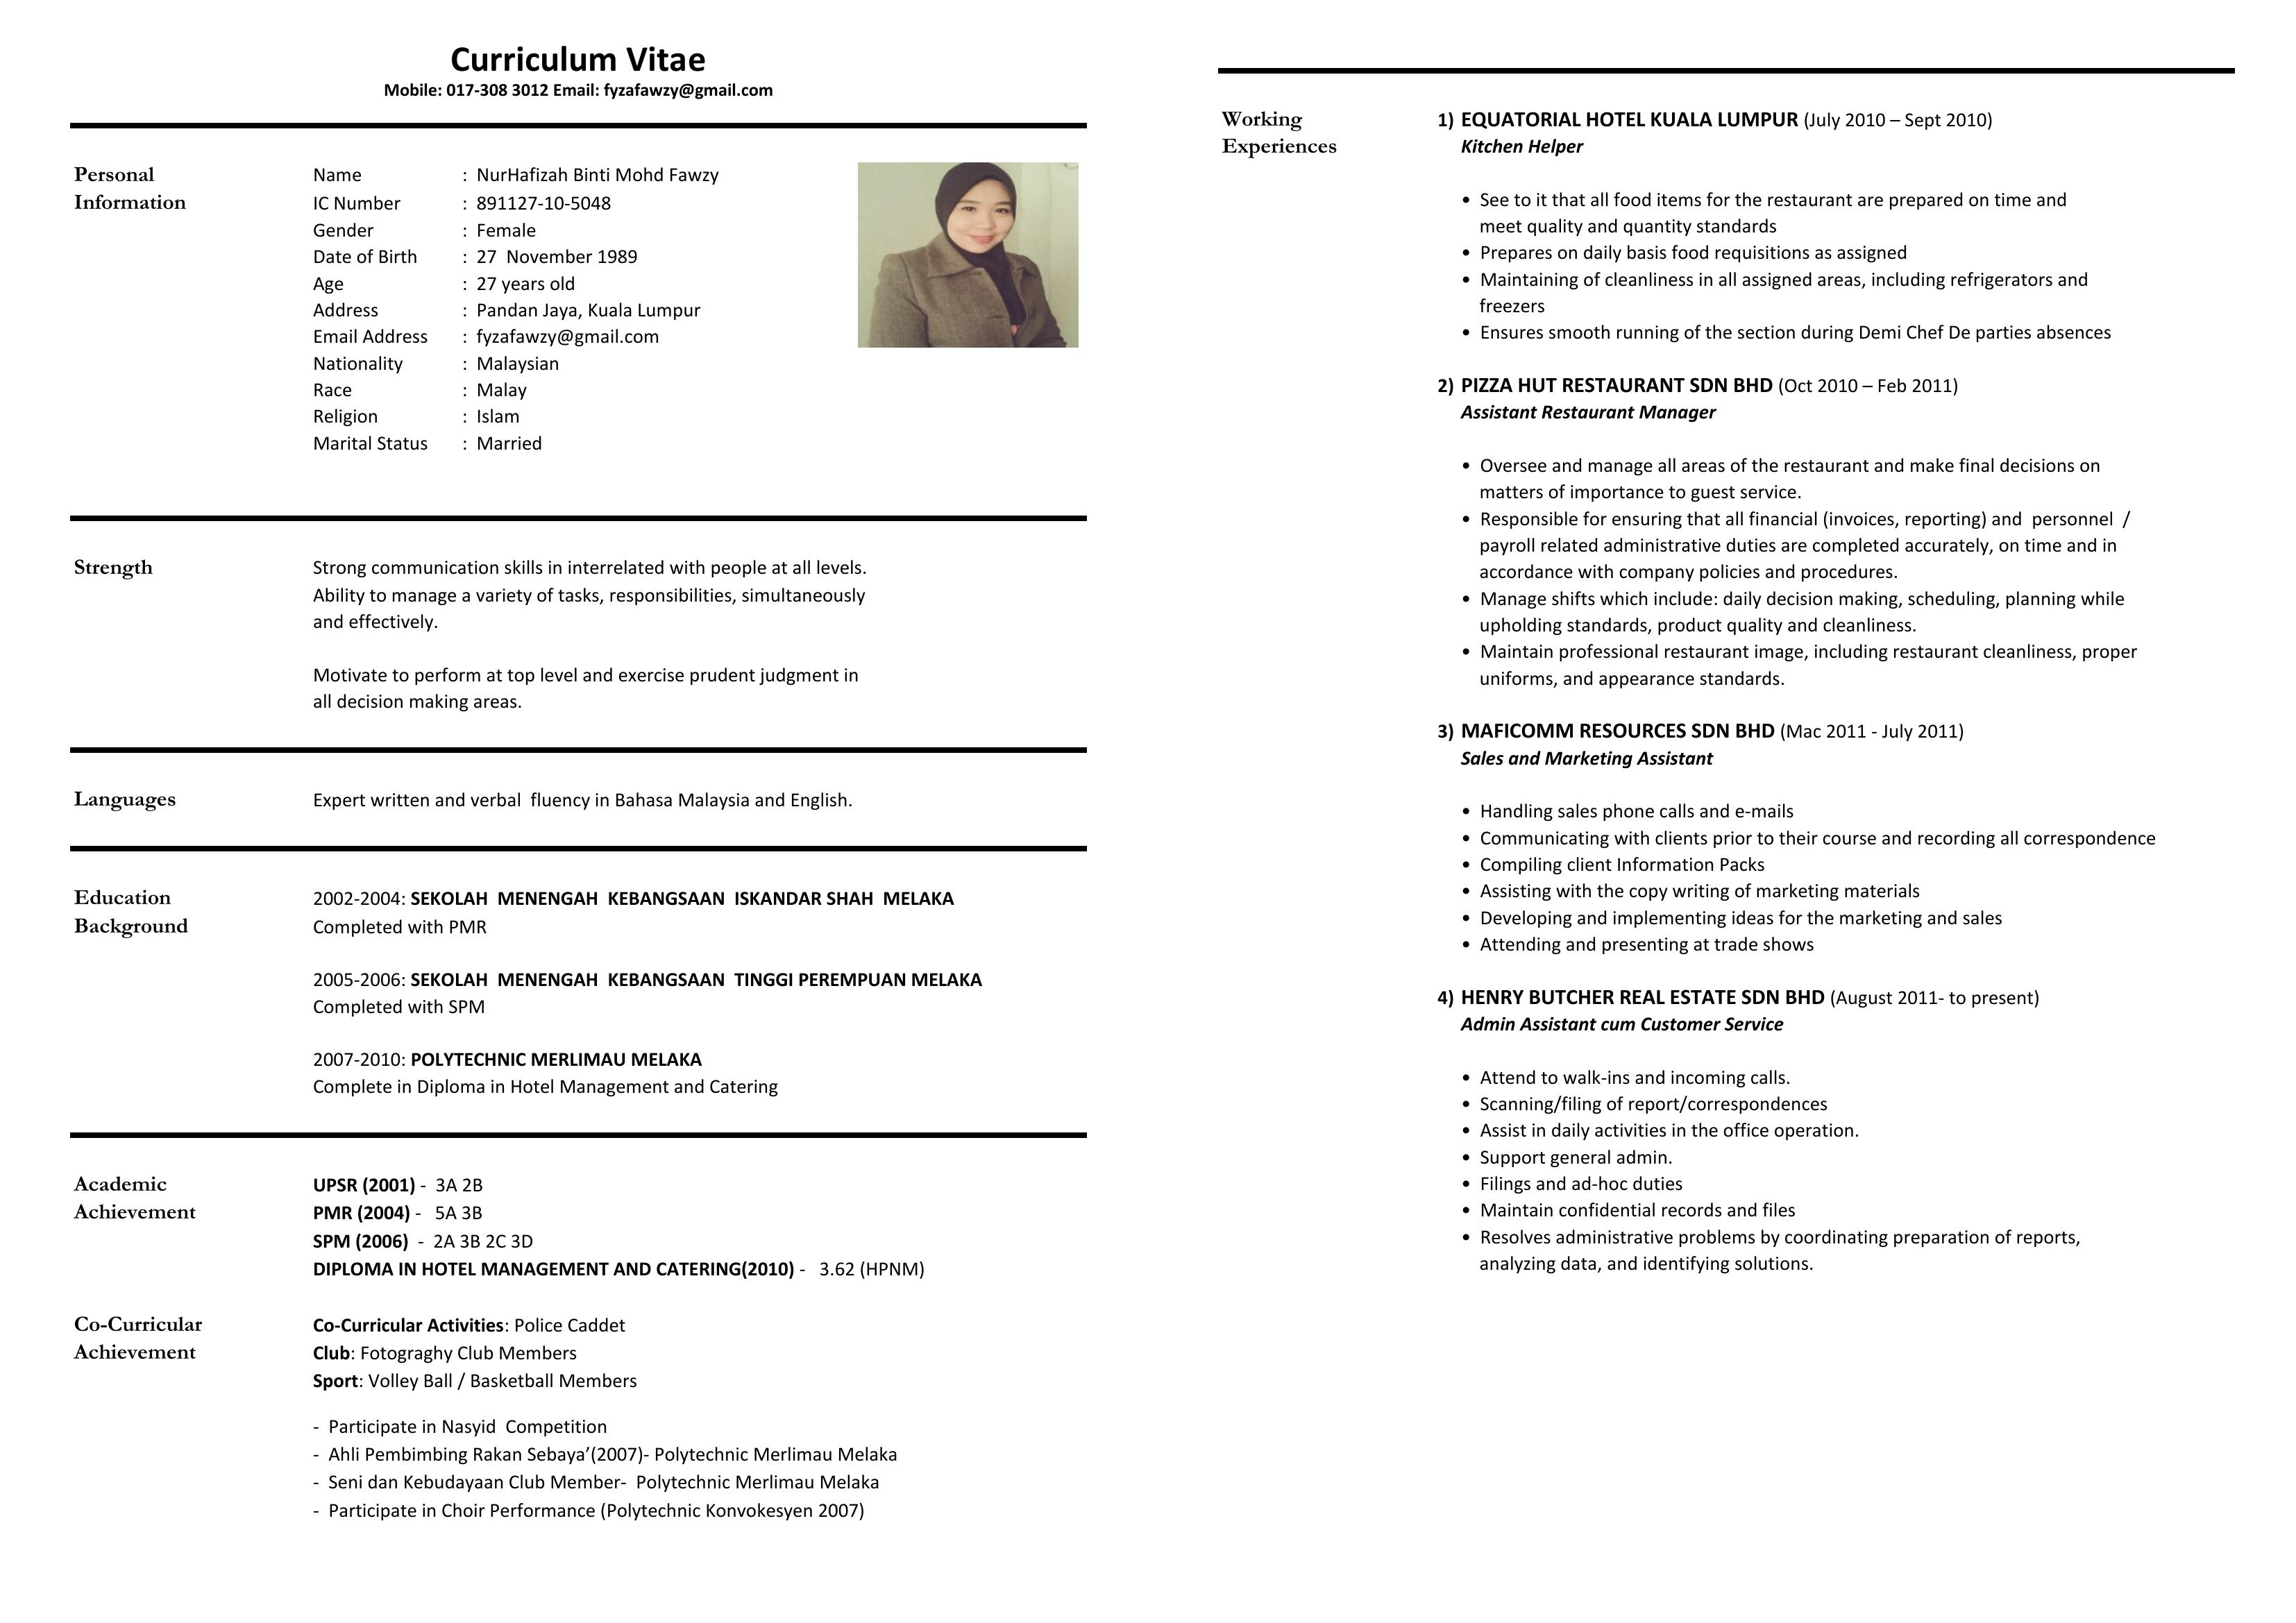 Curriculum Vitae
Mobile: 017-308 3012 Email: fyzafawzy@gmail.com
Personal
Information
Name : NurHafizah Binti Mohd Fawzy
IC Number : 891127-10-5048
Gender : Female
Date of Birth : 27 November 1989
Age : 27 years old
Address : Pandan Jaya, Kuala Lumpur
Email Address : fyzafawzy@gmail.com
Nationality : Malaysian
Race : Malay
Religion : Islam
Marital Status : Married
Strength
Strong communication skills in interrelated with people at all levels.
Ability to manage a variety of tasks, responsibilities, simultaneously
and effectively.
Motivate to perform at top level and exercise prudent judgment in
all decision making areas.
Languages
Expert written and verbal fluency in Bahasa Malaysia and English.
Education
Background
2002-2004: SEKOLAH MENENGAH KEBANGSAAN ISKANDAR SHAH MELAKA
Completed with PMR
2005-2006: SEKOLAH MENENGAH KEBANGSAAN TINGGI PEREMPUAN MELAKA
Completed with SPM
2007-2010: POLYTECHNIC MERLIMAU MELAKA
Complete in Diploma in Hotel Management and Catering
Academic
Achievement
UPSR (2001) - 3A 2B
PMR (2004) - 5A 3B
SPM (2006) - 2A 3B 2C 3D
DIPLOMA IN HOTEL MANAGEMENT AND CATERING(2010) - 3.62 (HPNM)
Co-Curricular
Achievement
Co-Curricular Activities: Police Caddet
Club: Fotograghy Club Members
Sport: Volley Ball / Basketball Members
- Participate in Nasyid Competition
- Ahli Pembimbing Rakan Sebaya’(2007)- Polytechnic Merlimau Melaka
- Seni dan Kebudayaan Club Member- Polytechnic Merlimau Melaka
- Participate in Choir Performance (Polytechnic Konvokesyen 2007)
Working
Experiences
1) EQUATORIAL HOTEL KUALA LUMPUR (July 2010 – Sept 2010)
Kitchen Helper
• See to it that all food items for the restaurant are prepared on time and
meet quality and quantity standards
• Prepares on daily basis food requisitions as assigned
• Maintaining of cleanliness in all assigned areas, including refrigerators and
freezers
• Ensures smooth running of the section during Demi Chef De parties absences
2) PIZZA HUT RESTAURANT SDN BHD (Oct 2010 – Feb 2011)
Assistant Restaurant Manager
• Oversee and manage all areas of the restaurant and make final decisions on
matters of importance to guest service.
• Responsible for ensuring that all financial (invoices, reporting) and personnel /
payroll related administrative duties are completed accurately, on time and in
accordance with company policies and procedures.
• Manage shifts which include: daily decision making, scheduling, planning while
upholding standards, product quality and cleanliness.
• Maintain professional restaurant image, including restaurant cleanliness, proper
uniforms, and appearance standards.
3) MAFICOMM RESOURCES SDN BHD (Mac 2011 - July 2011)
Sales and Marketing Assistant
• Handling sales phone calls and e-mails
• Communicating with clients prior to their course and recording all correspondence
• Compiling client Information Packs
• Assisting with the copy writing of marketing materials
• Developing and implementing ideas for the marketing and sales
• Attending and presenting at trade shows
4) HENRY BUTCHER REAL ESTATE SDN BHD (August 2011- to present)
Admin Assistant cum Customer Service
• Attend to walk-ins and incoming calls.
• Scanning/filing of report/correspondences
• Assist in daily activities in the office operation.
• Support general admin.
• Filings and ad-hoc duties
• Maintain confidential records and files
• Resolves administrative problems by coordinating preparation of reports,
analyzing data, and identifying solutions.